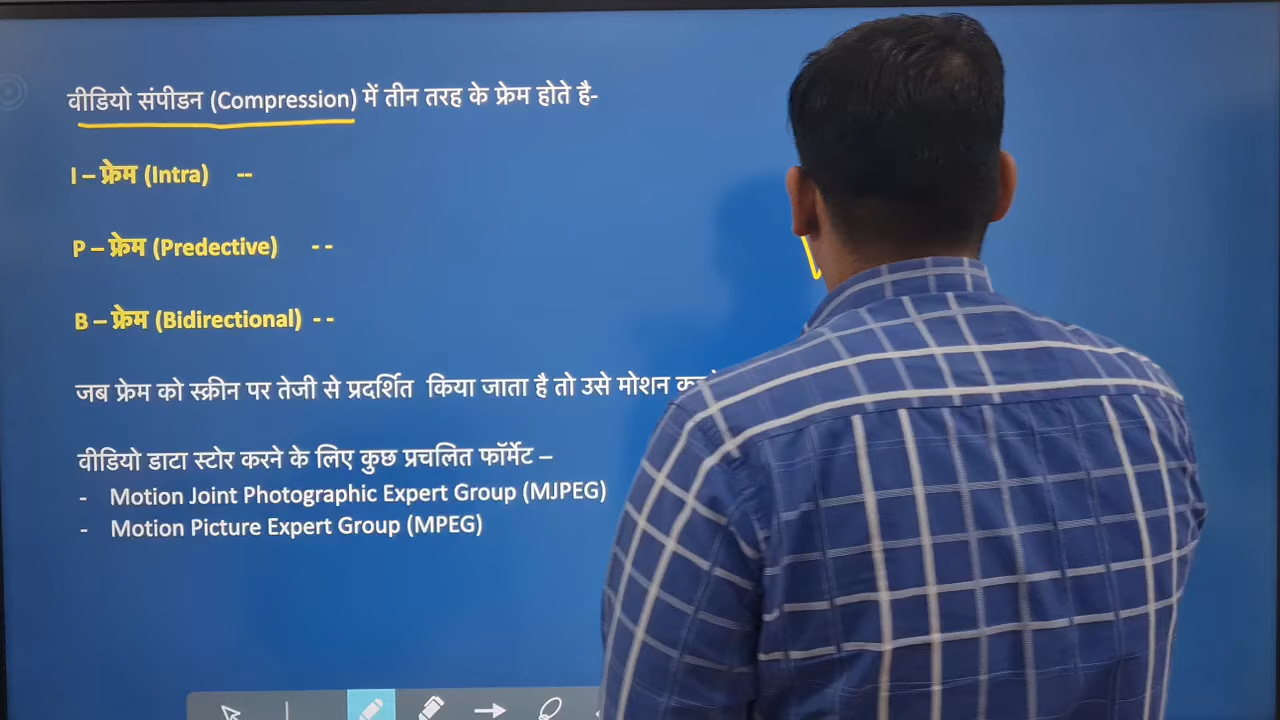 वीडियो संपीडन (Compression) में तीन तरह के फ्रेम होते है-
I – फ्रेम (Intra) --
P – फ्रेम (Predective) - -
B – फ्रेम (Bidirectional) - -
जब फ्रेम को स्क्रीन पर तेजी से प्रदर्शित किया जाता है तो उसे मोशन
वीडियो डाटा स्टोर करने के लिए कुछ प्रचलित फॉर्मेट –
- Motion Joint Photographic Expert Group (MJPEG)
- Motion Picture Expert Group (MPEG)